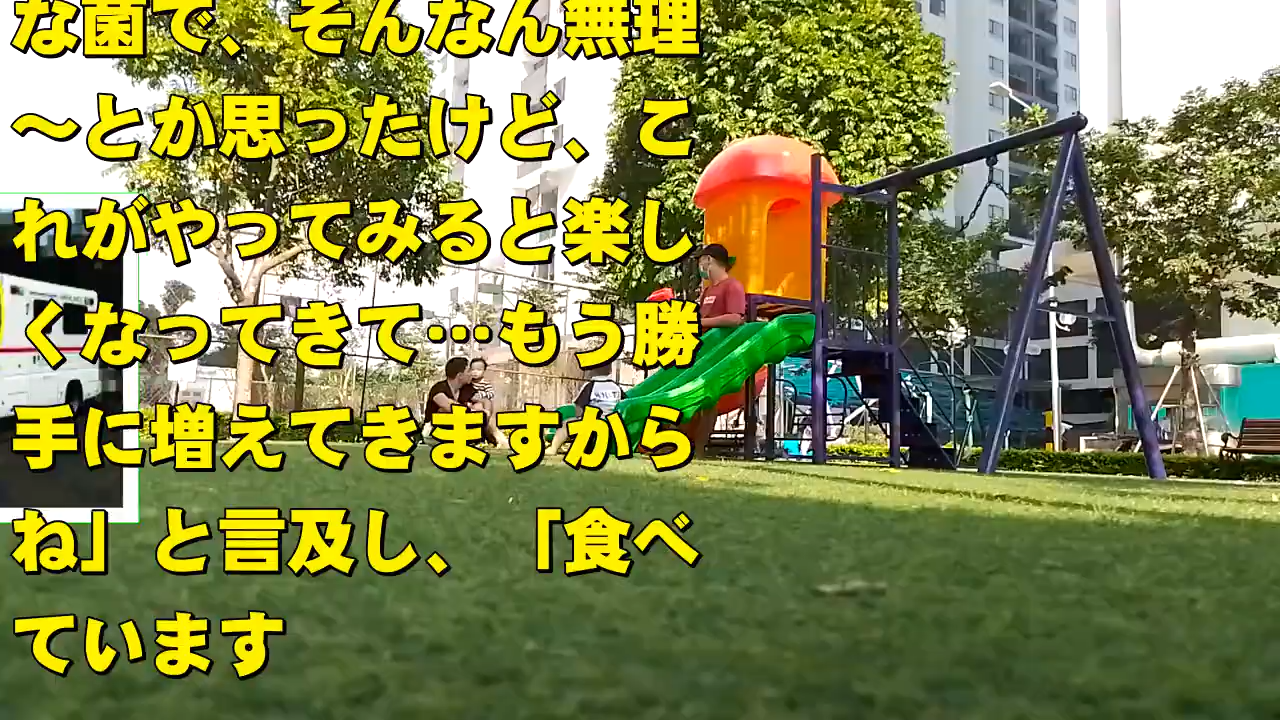 な菌で、そんなん無理
～とか思ったけど、こ
れがやってみると楽し
くなってきて…もう勝
手に増えてきますから
ね」と言及し、「食べ
ています